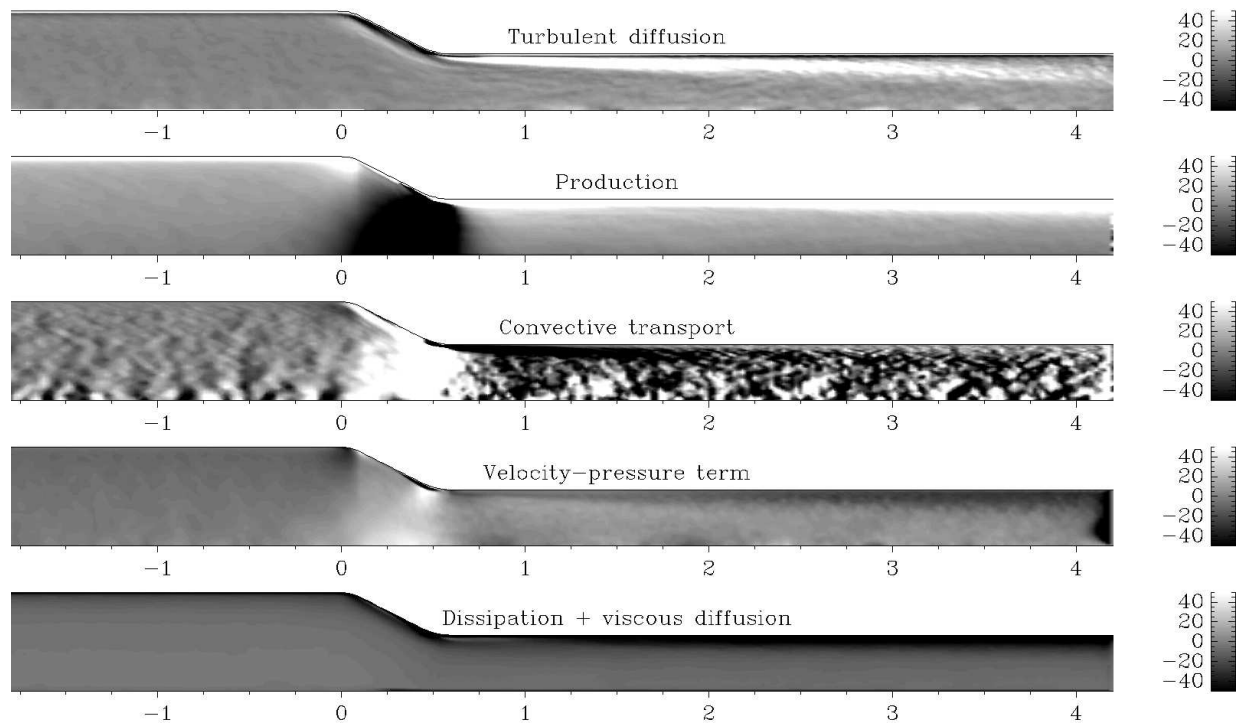 Turbulent diffusion
40
20
0
−20
−40
−1 0 1 2 3 4
Production
40
20
0
−20
−40
−1 0 1 2 3 4
Convective transport
40
20
0
−20
−40
−1 0 1 2 3 4
Velocity−pressure term
40
20
0
−20
−40
−1 0 1 2 3 4
Dissipation + viscous diffusion
40
20
0
−20
−40
−1 0 1 2 3 4